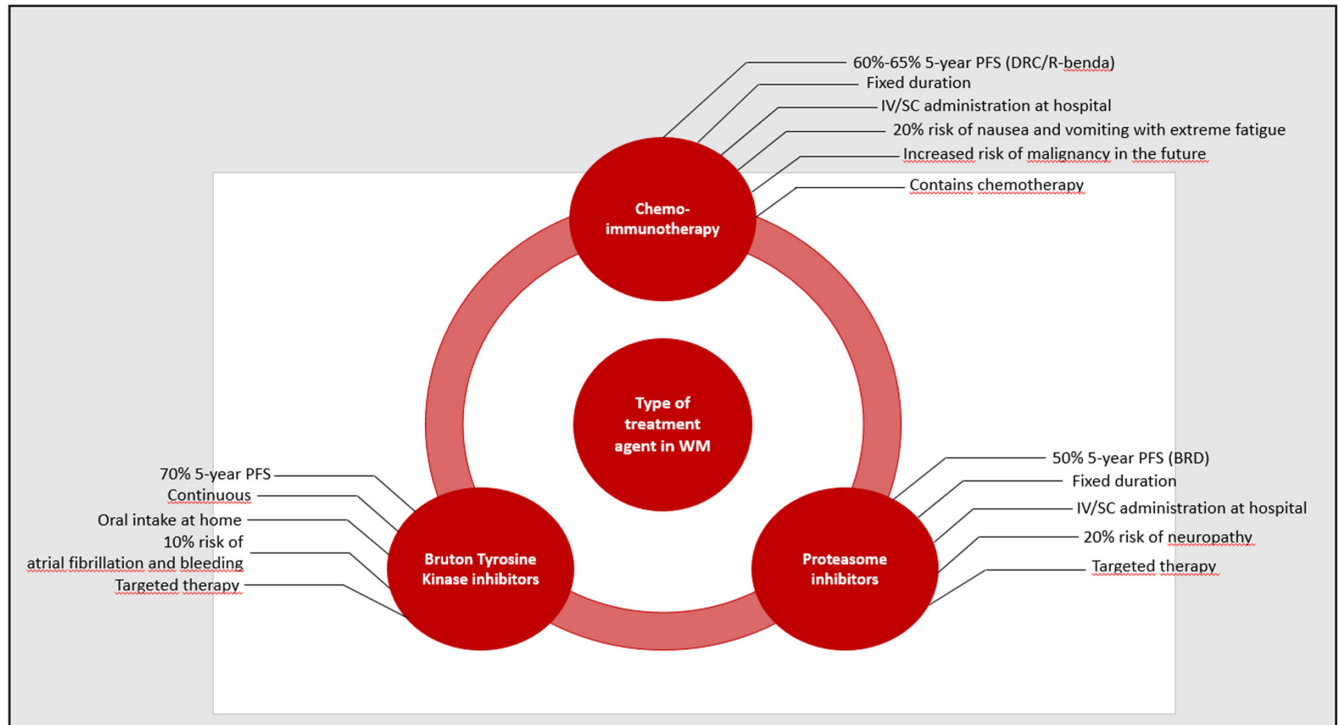 60%-65% 5-year PFS (DRC/R-benda)
Fixed duration
IV/SC administration at hospital
20% risk of nausea and vomiting with extreme fatigue
Increased risk of malignancy in the future
Contains chemotherapy
Chemo-
immunotherapy
Type of
treatment
agent in WM
70% 5-year PFS
Continuous
Oral intake at home
10% risk of
atrial fibrillation and bleeding
Targeted therapy
Bruton Tyrosine
Kinase inhibitors
Proteasome
inhibitors
50% 5-year PFS (BRD)
Fixed duration
IV/SC administration at hospital
20% risk of neuropathy
Targeted therapy